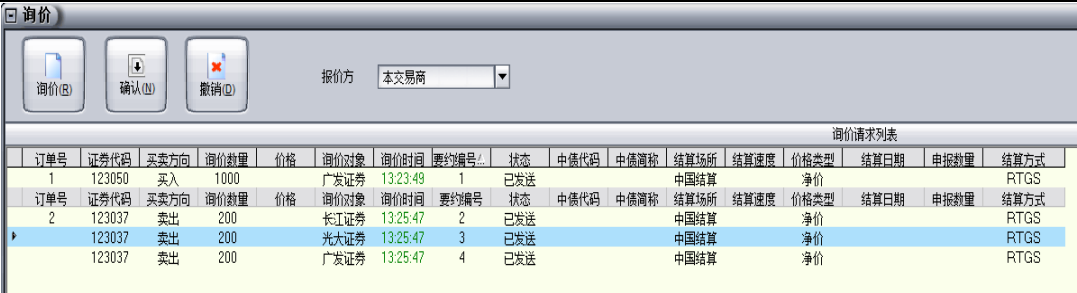 询价
询价(R) 确认(N) 撤销(D) 报价方 本交易商
询价请求列表
订单号 证券代码 买卖方向 询价数量 价格 询价对象 询价时间 要约编号 状态 中债代码 中债简称 结算场所 结算速度 价格类型 结算日期 申报数量 结算方式
1 123050 买入 1000 广发证券 13:23:49 1 已发送 中国结算 净价 RTGS
订单号 证券代码 买卖方向 询价数量 价格 询价对象 询价时间 要约编号 状态 中债代码 中债简称 结算场所 结算速度 价格类型 结算日期 申报数量 结算方式
2 123037 卖出 200 长江证券 13:25:47 2 已发送 中国结算 净价 RTGS
123037 卖出 200 光大证券 13:25:47 3 已发送 中国结算 净价 RTGS
123037 卖出 200 广发证券 13:25:47 4 已发送 中国结算 净价 RTGS